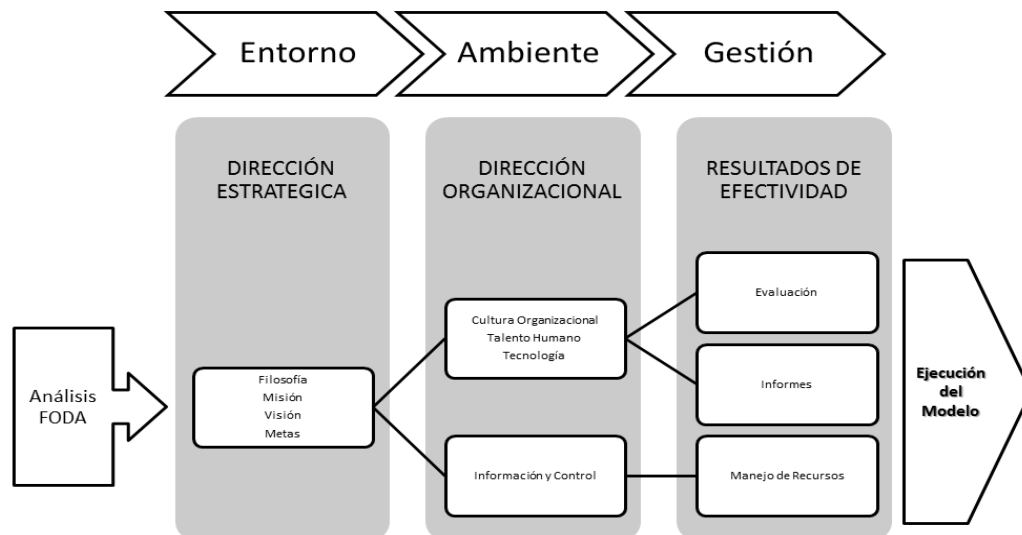 Entorno
Ambiente
Gestión
DIRECCIÓN
ESTRATEGICA
DIRECCIÓN
ORGANIZACIONAL
RESULTADOS DE
EFECTIVIDAD
Análisis
FODA
Filosofía
Misión
Visión
Metas
Cultura Organizacional
Talento Humano
Tecnología
Información y Control
Evaluación
Informes
Manejo de Recursos
Ejecución
del
Modelo